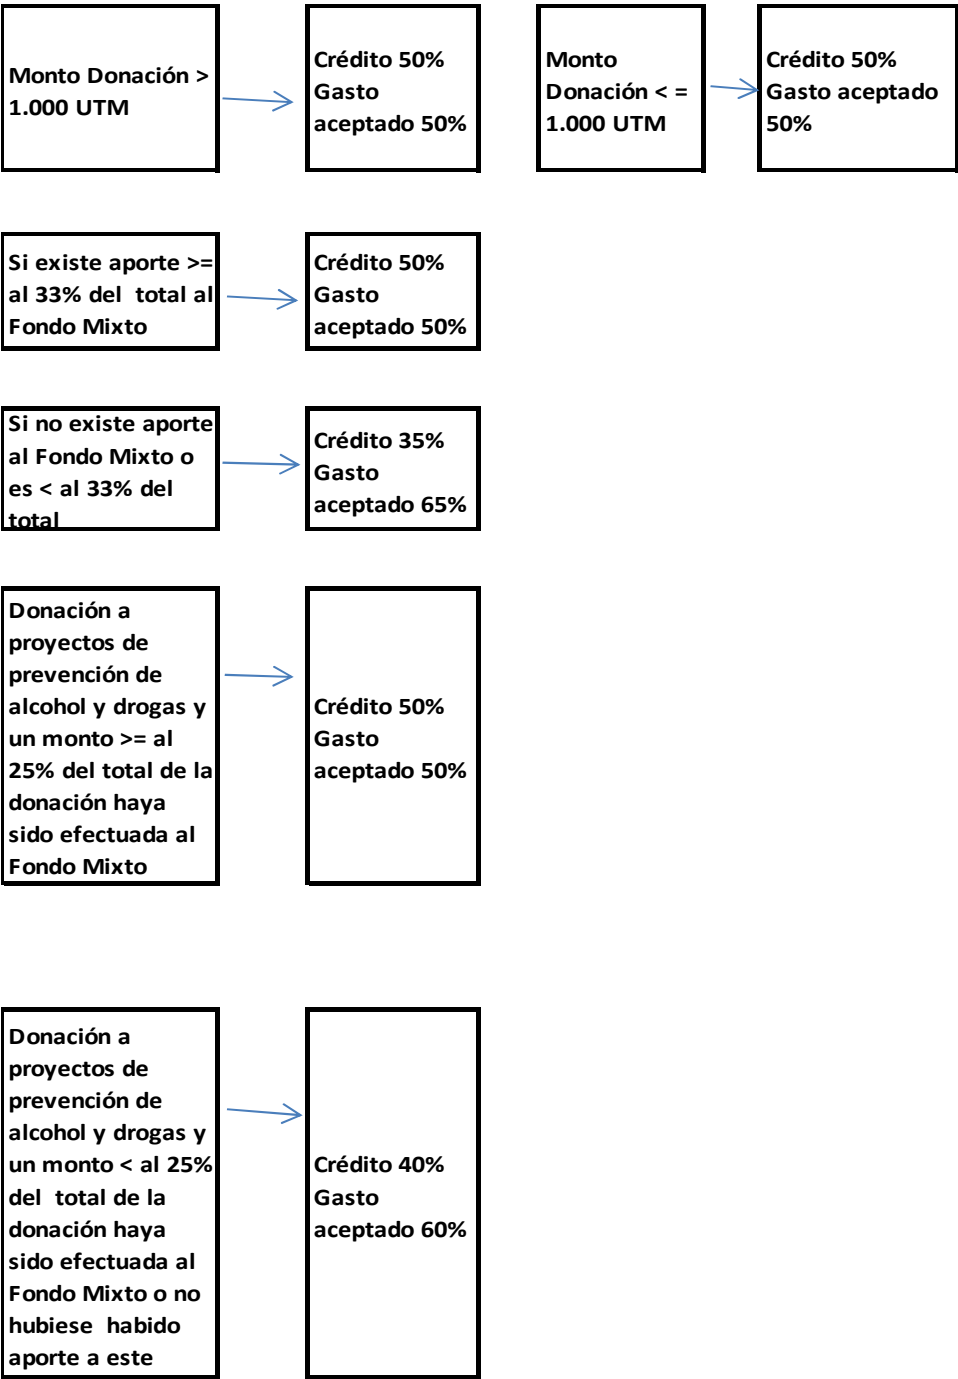 Monto Donación >
1.000 UTM
Crédito 50%
Gasto
aceptado 50%
Monto
Donación < =
1.000 UTM
Crédito 50%
Gasto aceptado
50%
Si existe aporte >=
al 33% del total al
Fondo Mixto
Crédito 50%
Gasto
aceptado 50%
Si no existe aporte
al Fondo Mixto o
es < al 33% del
total
Crédito 35%
Gasto
aceptado 65%
Donación a
proyectos de
prevención de
alcohol y drogas y
un monto >= al
25% del total de la
donación haya
sido efectuada al
Fondo Mixto
Crédito 50%
Gasto
aceptado 50%
Donación a
proyectos de
prevención de
alcohol y drogas y
un monto < al 25%
del total de la
donación haya
sido efectuada al
Fondo Mixto o no
hubiese habido
aporte a este
Crédito 40%
Gasto
aceptado 60%